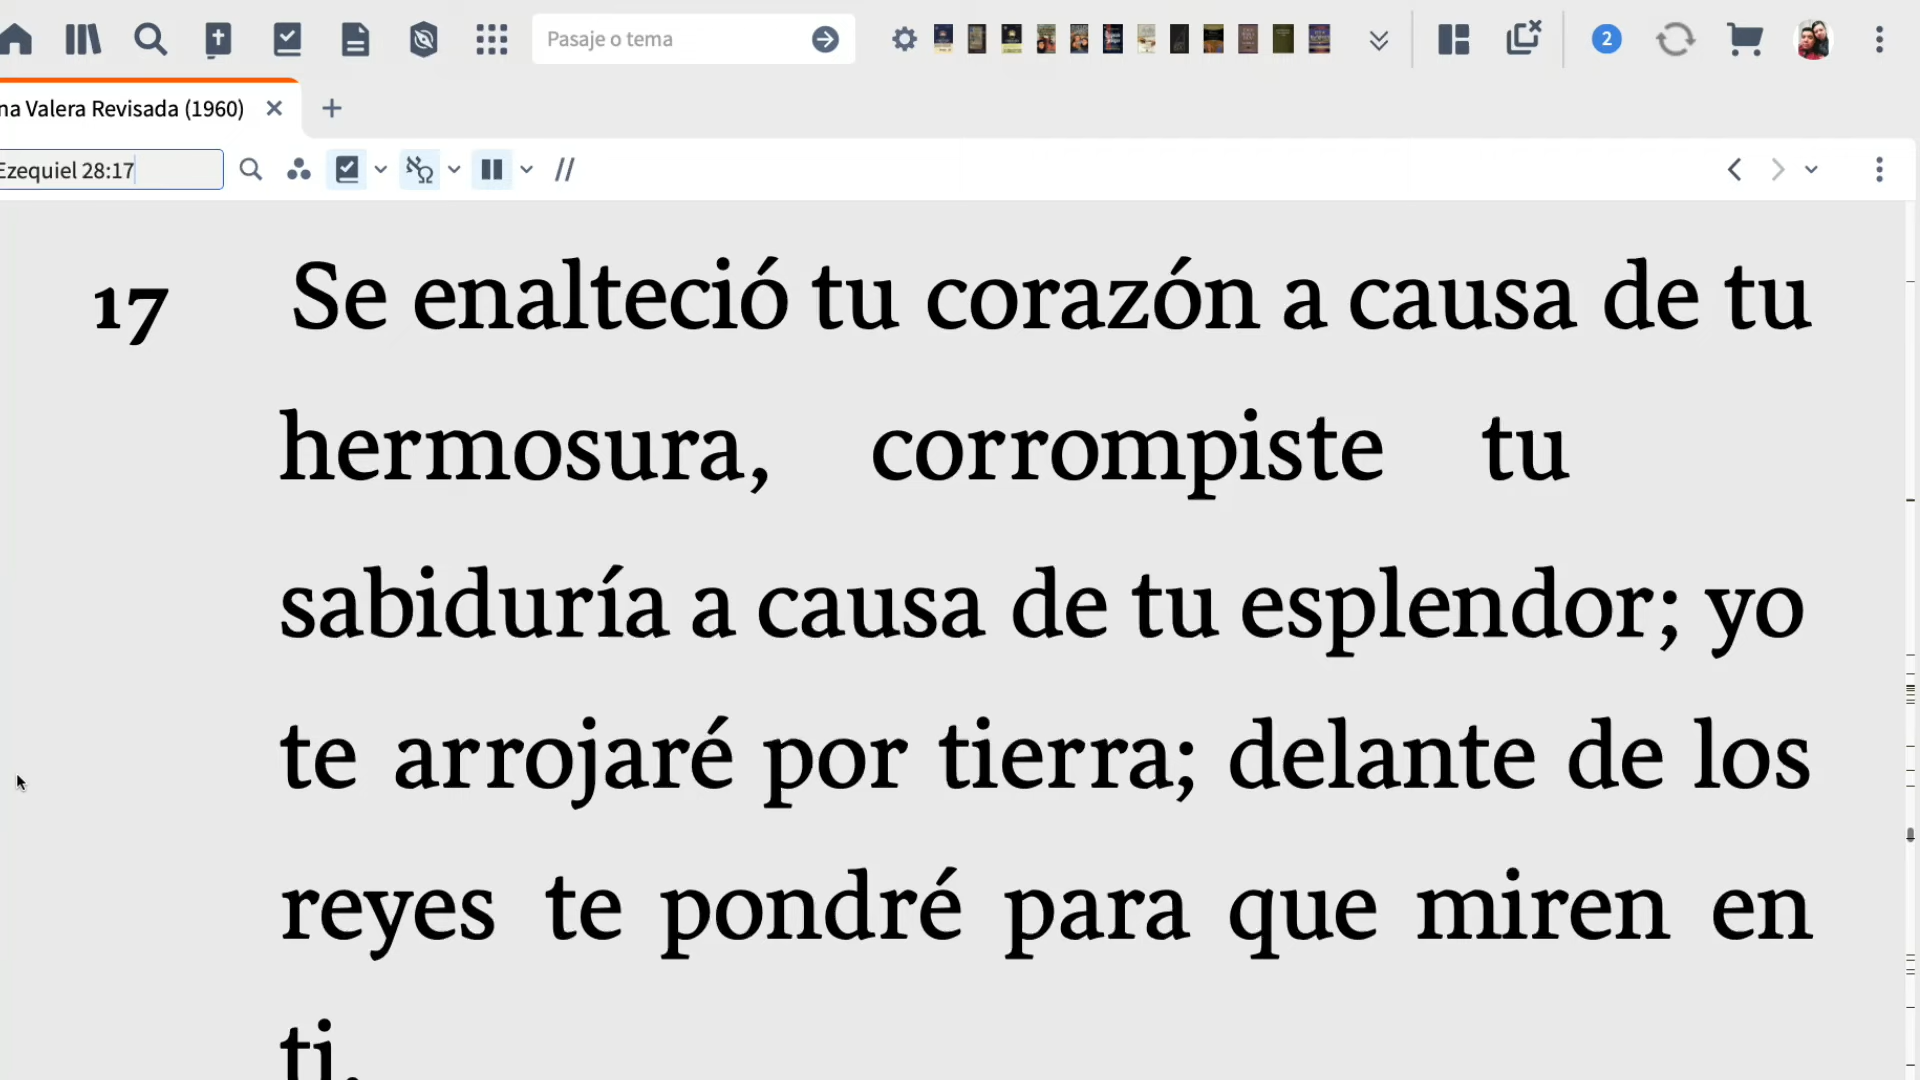 Pasaje o tema
2
na Valera Revisada (1960)
Ezequiel 28:17
17 Se enalteció tu corazón a causa de tu
hermosura, corrompiste tu
sabiduría a causa de tu esplendor; yo
te arrojaré por tierra; delante de los
reyes te pondré para que miren en
ti.